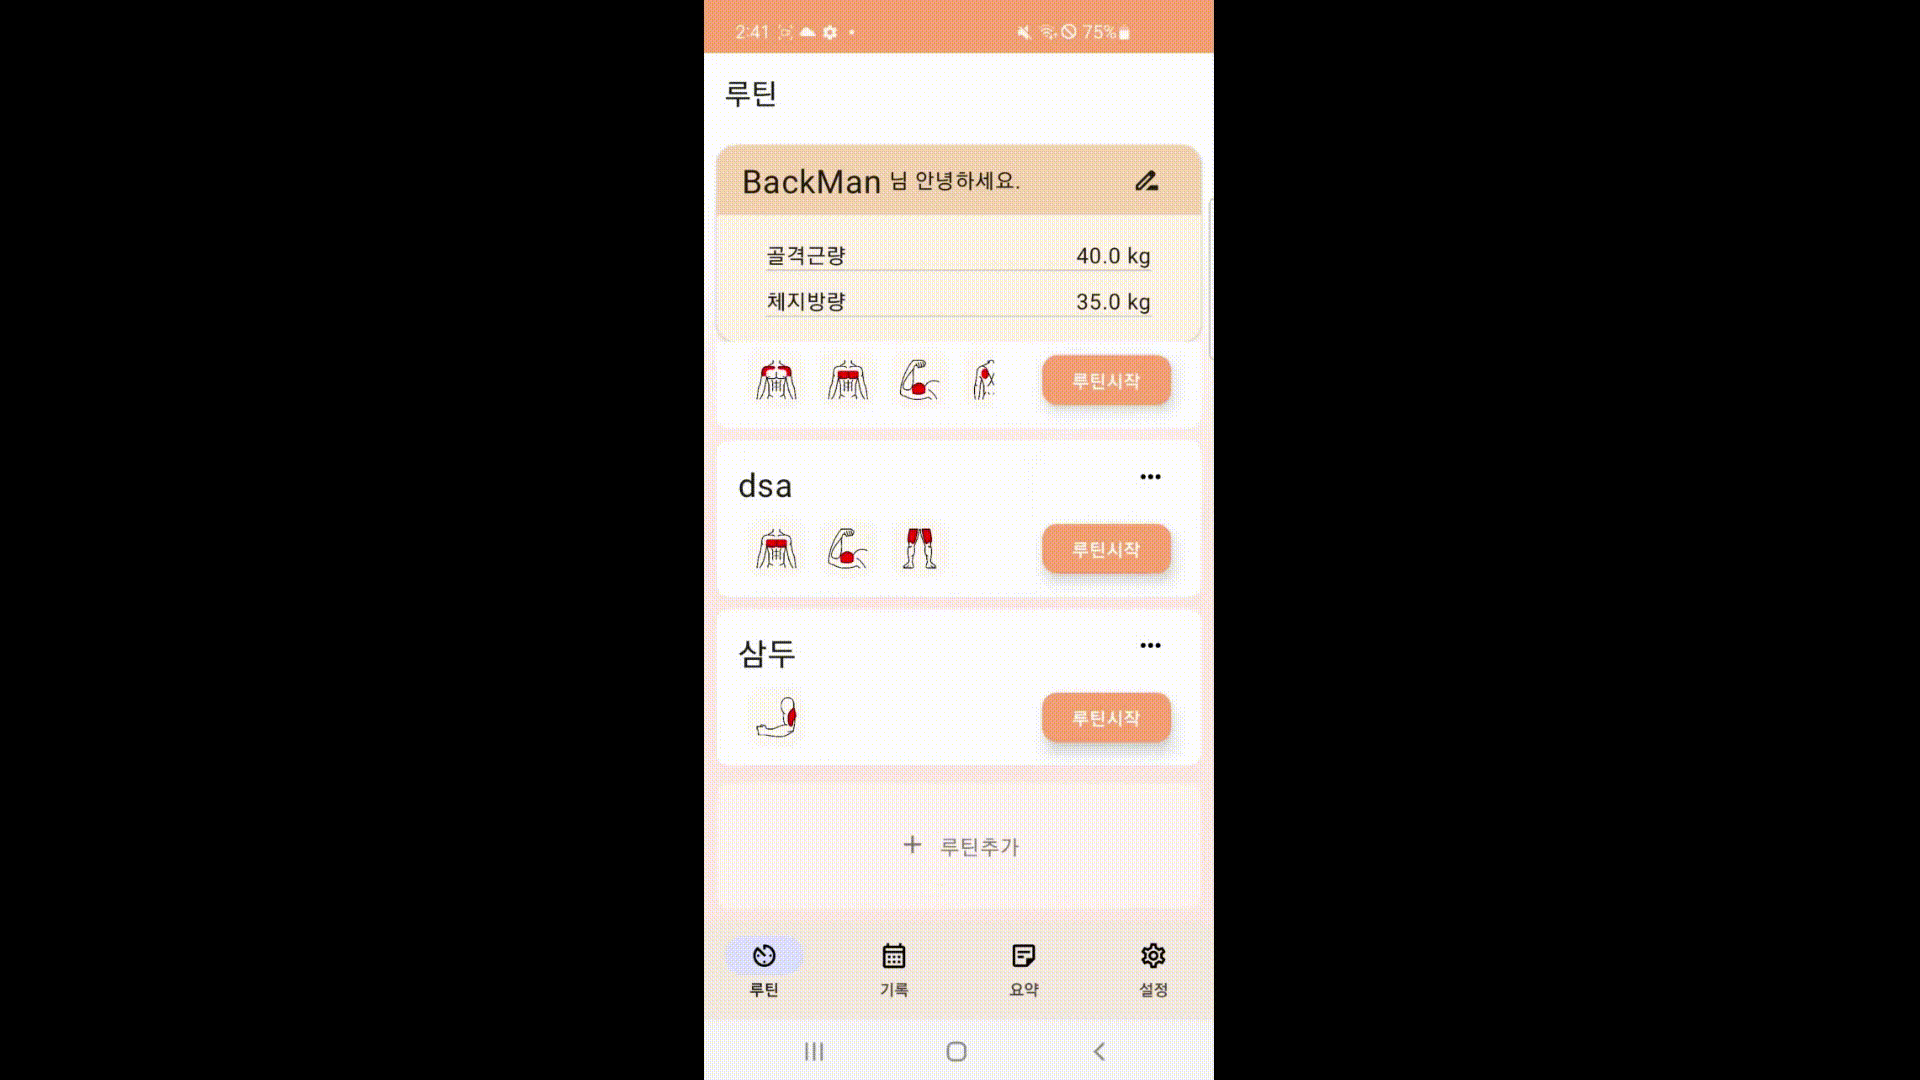 2:41 75%
루틴
BackMan 님 안녕하세요.
골격근량 40.0 kg
체지방량 35.0 kg
루틴시작
dsa
루틴시작
삼두
루틴시작
+ 루틴추가
루틴 기록 요약 설정